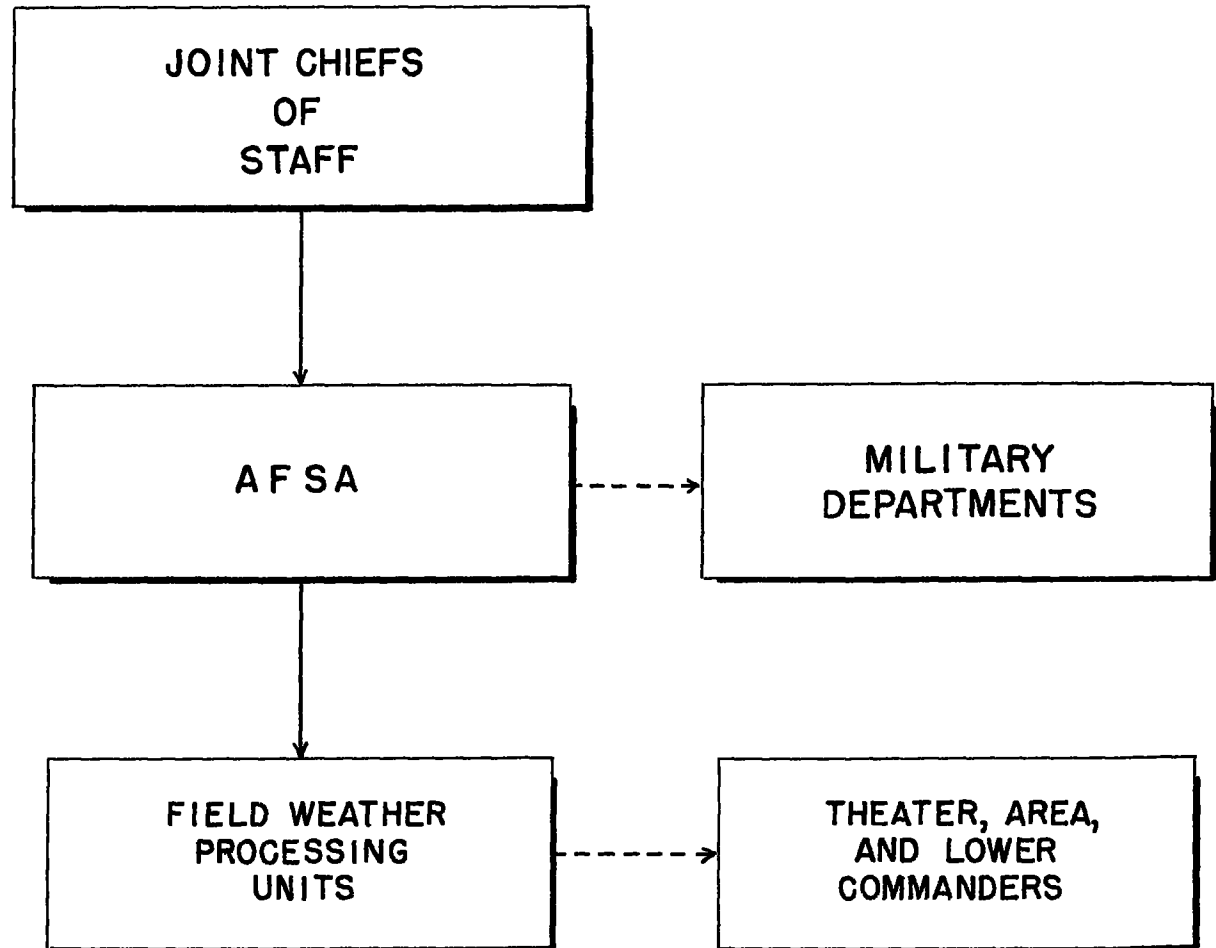 JOINT CHIEFS
OF
STAFF
AFSA
MILITARY
DEPARTMENTS
FIELD WEATHER
PROCESSING
UNITS
THEATER, AREA,
AND LOWER
COMMANDERS